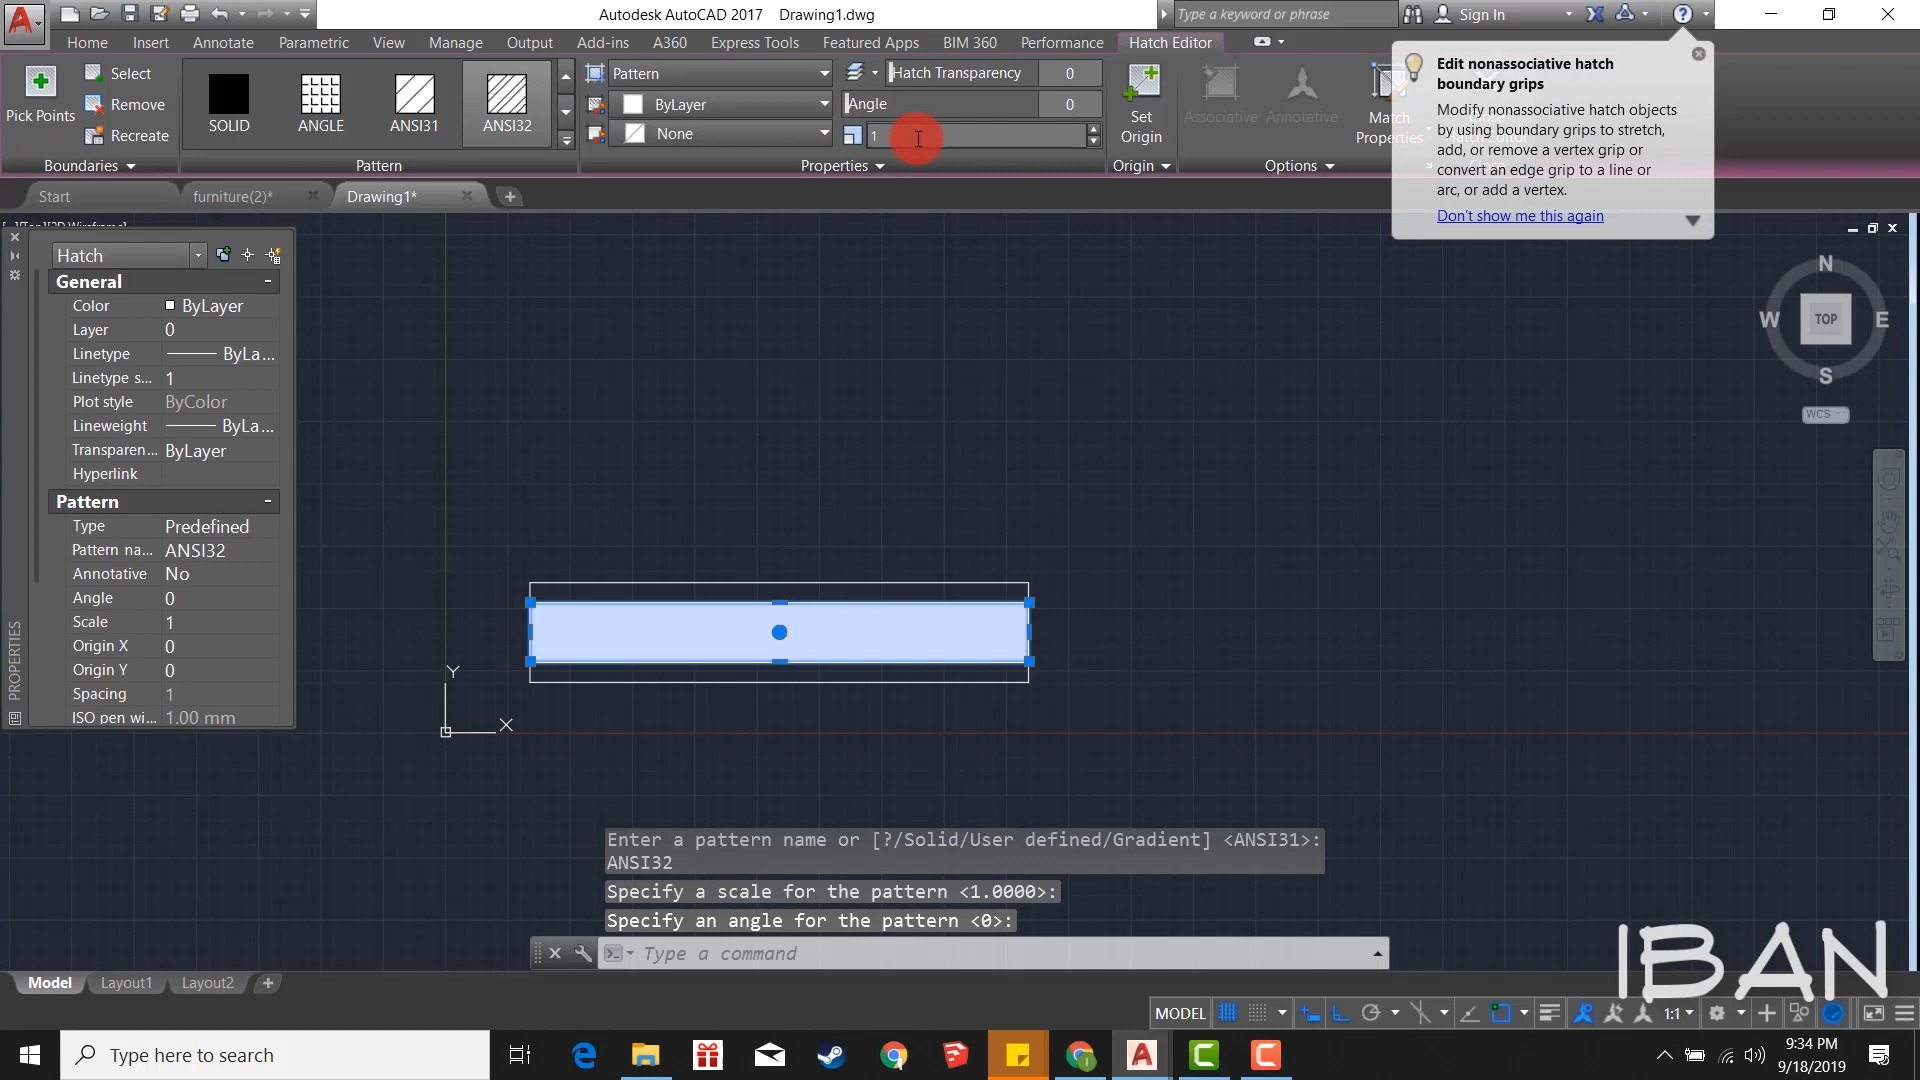 Autodesk AutoCAD 2017 Drawing1.dwg
Type a keyword or phrase
Sign In
Home Insert Annotate Parametric View Manage Output Add-ins A360 Express Tools Featured Apps BIM 360 Performance Hatch Editor
Pick Points
Select
Remove
Recreate
Boundaries
SOLID
ANGLE
ANSI31
ANSI32
Pattern
Pattern
ByLayer
None
Hatch Transparency 0
Angle 0
1
Properties
Set
Origin
Origin
Associative
Annotative
Match
Properties
Options
Edit nonassociative hatch
boundary grips
Modify nonassociative hatch objects
by using boundary grips to stretch,
add, or remove a vertex grip or
convert an edge grip to a line or
arc, or add a vertex.
Don't show me this again
Start furniture(2)* Drawing1*
Hatch
General
Color ByLayer
Layer 0
Linetype ByLa...
Linetype s... 1
Plot style ByColor
Lineweight ByLa...
Transparen... ByLayer
Hyperlink
Pattern
Type Predefined
Pattern na... ANSI32
Annotative No
Angle 0
Scale 1
Origin X 0
Origin Y 0
Spacing 1
ISO pen wi... 1.00 mm
PROPERTIES
N
W TOP E
S
WCS
Y
X
Enter a pattern name or [?/Solid/User defined/Gradient] <ANSI31>:
ANSI32
Specify a scale for the pattern <1.0000>:
Specify an angle for the pattern <0>:
Type a command
IBAN
Model Layout1 Layout2
MODEL 1:1
Type here to search
9:34 PM
9/18/2019